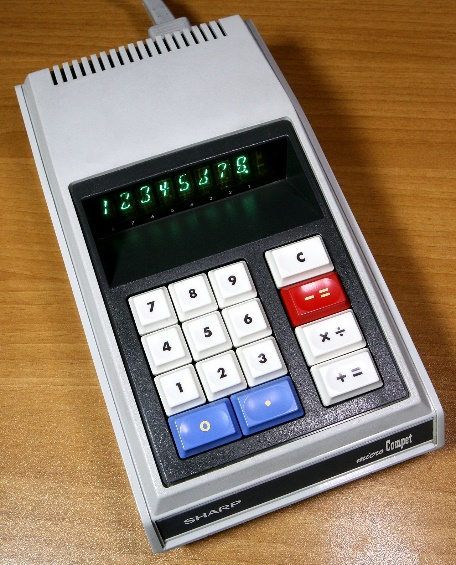 12345678.
7 8 9 C
4 5 6 - =
1 2 3 × ÷
0 • + =
SHARP micro Compet